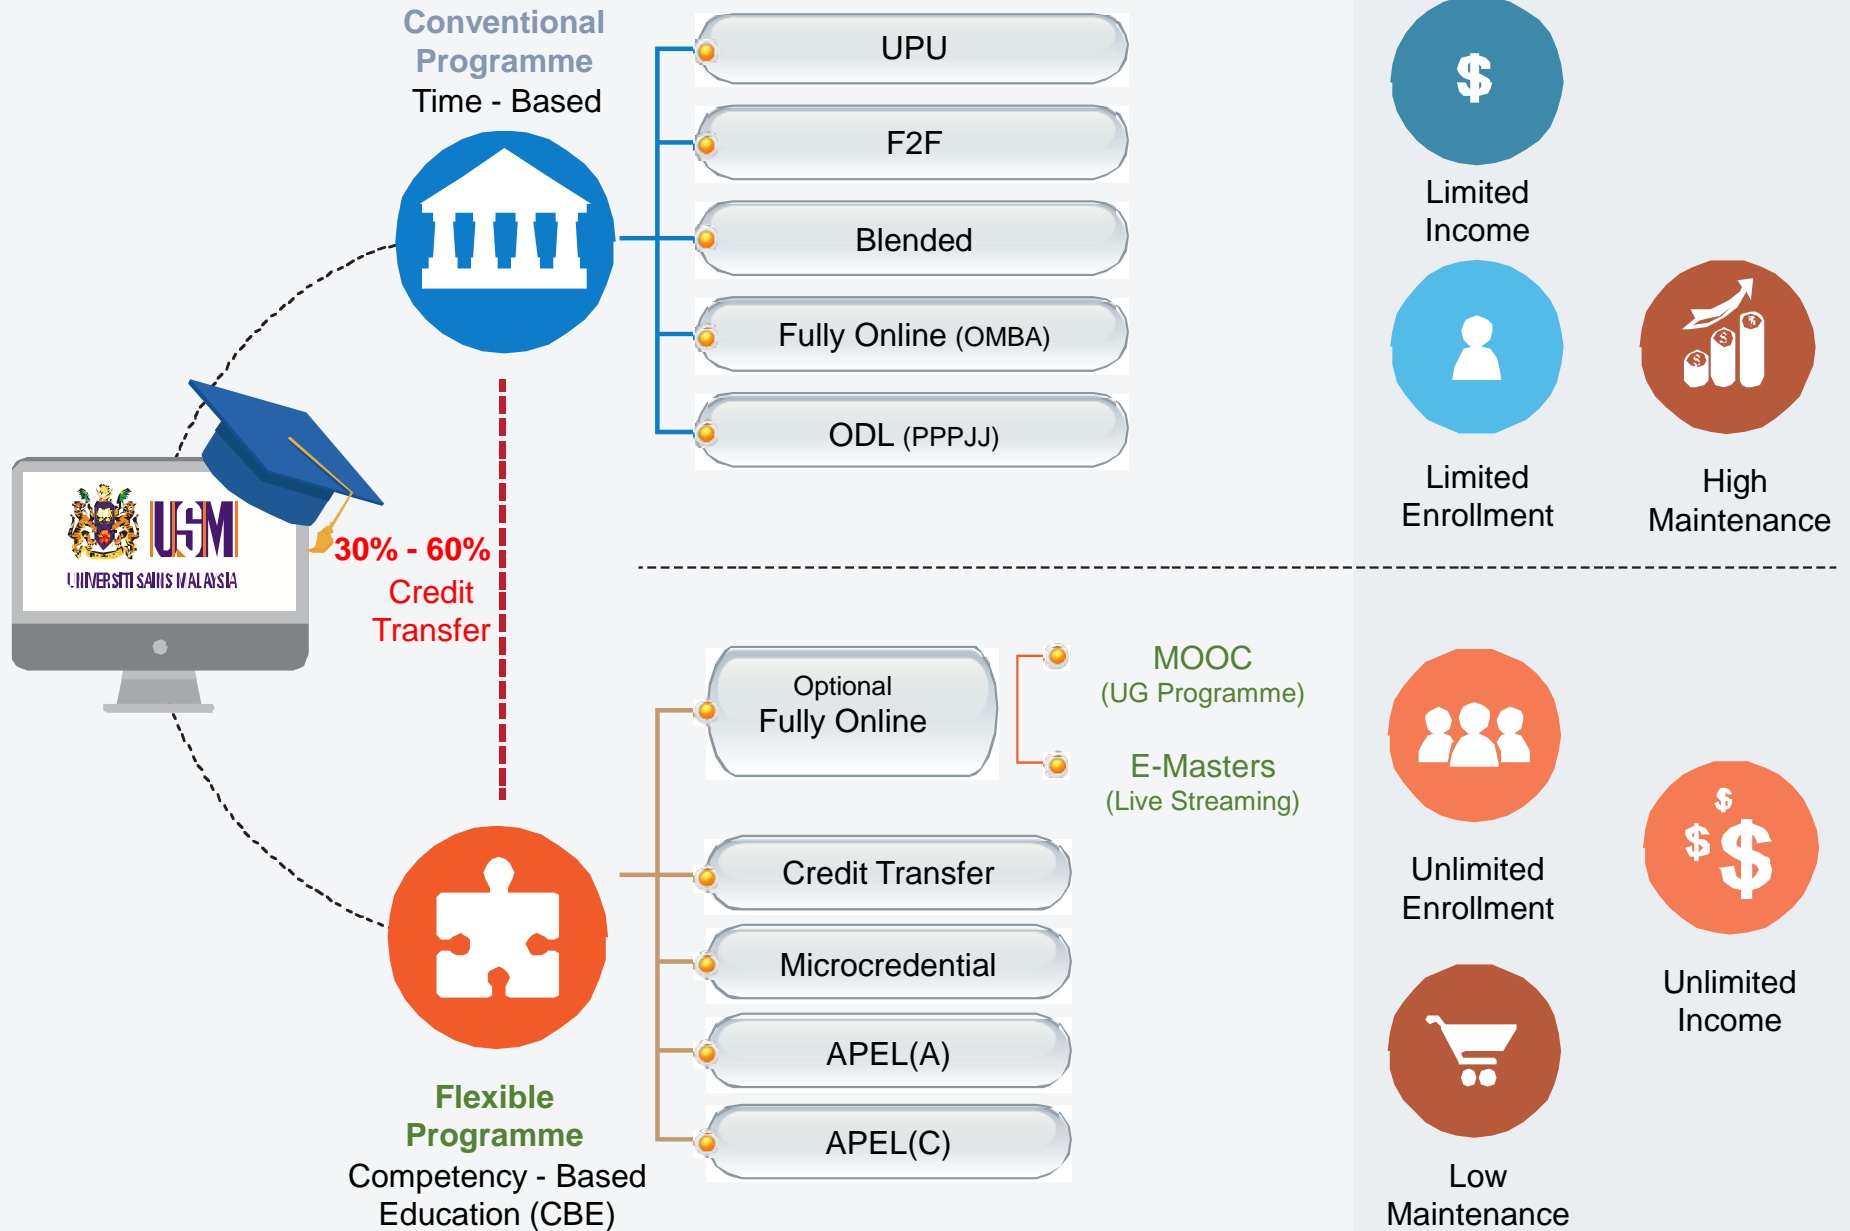 Conventional
Programme
Time - Based
UPU
F2F
Blended
Fully Online (OMBA)
ODL (PPPJJ)
$
Limited
Income
Limited
Enrollment
$
$
$
High
Maintenance
USM
UNIVERSITI SAINS MALAYSIA
30% - 60%
Credit
Transfer
Optional
Fully Online
MOOC
(UG Programme)
E-Masters
(Live Streaming)
Credit Transfer
Microcredential
APEL(A)
APEL(C)
Flexible
Programme
Competency - Based
Education (CBE)
Unlimited
Enrollment
$
$
$
Unlimited
Income
Low
Maintenance